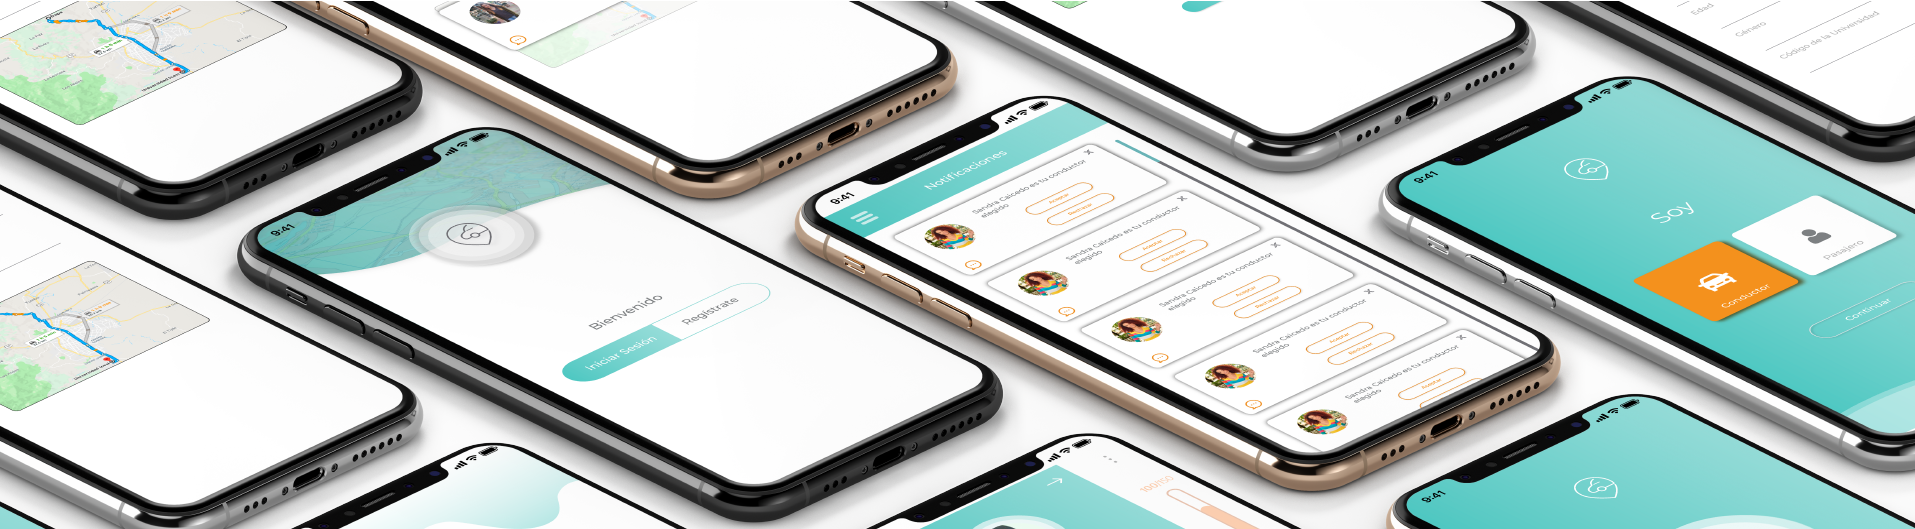 Edad
Género
Código de la Universidad
9:41
Bienvenido
Iniciar Sesión
Regístrate
9:41
Notificaciones
Sandra Caicedo es tu conductor
elegido
Aceptar
Rechazar
Sandra Caicedo es tu conductor
elegido
Aceptar
Rechazar
Sandra Caicedo es tu conductor
elegido
Aceptar
Rechazar
Sandra Caicedo es tu conductor
elegido
Aceptar
Rechazar
Sandra Caicedo es tu conductor
elegido
Aceptar
9:41
Soy
Pasajero
Conductor
Continuar
100/150
9:41